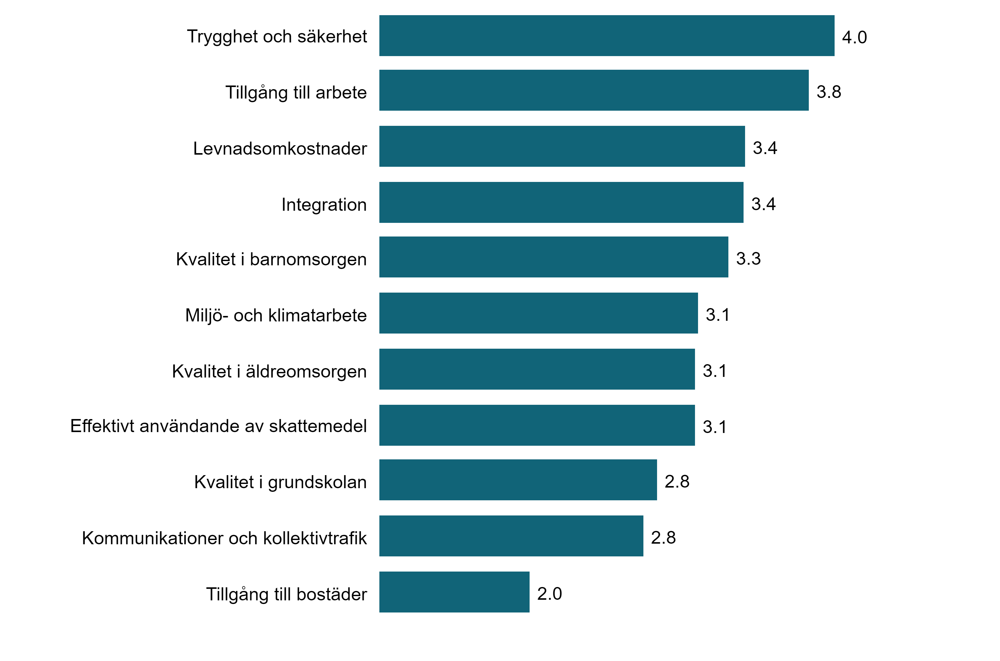 Trygghet och säkerhet 4.0
Tillgång till arbete 3.8
Levnadsomkostnader 3.4
Integration 3.4
Kvalitet i barnomsorgen 3.3
Miljö- och klimatarbete 3.1
Kvalitet i äldreomsorgen 3.1
Effektivt användande av skattemedel 3.1
Kvalitet i grundskolan 2.8
Kommunikationer och kollektivtrafik 2.8
Tillgång till bostäder 2.0